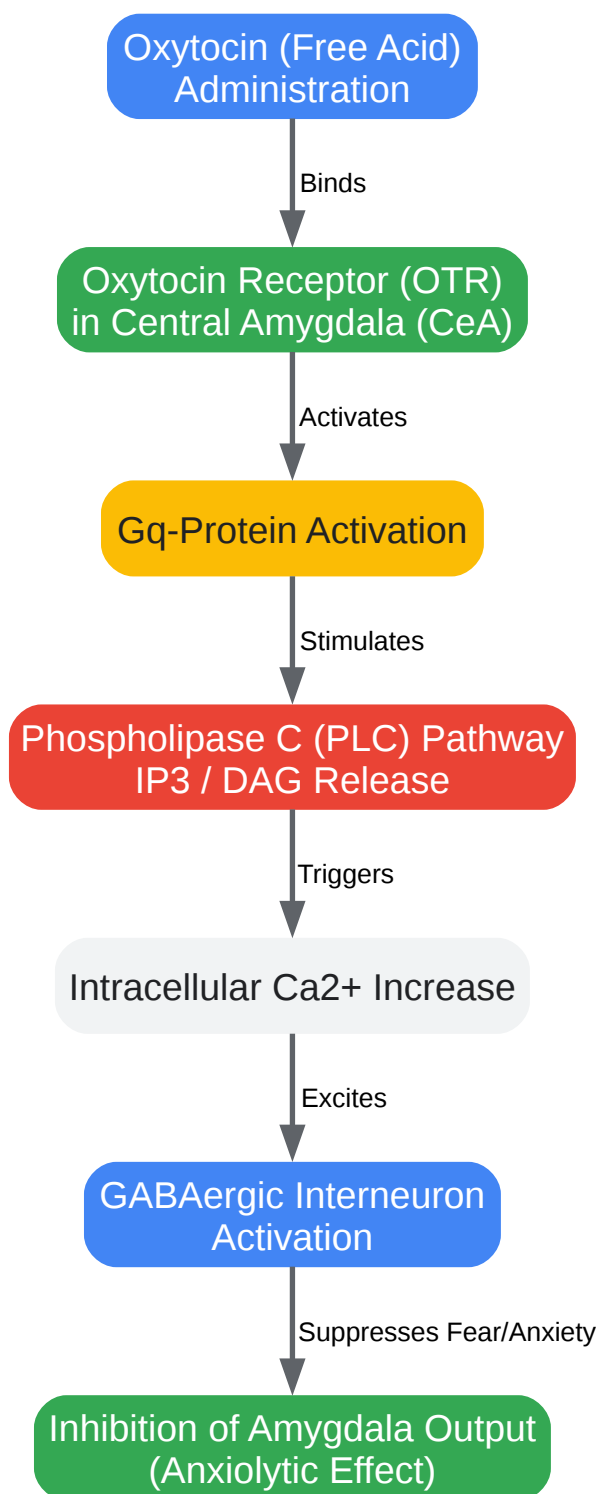 Oxytocin (Free Acid)
Administration
Binds
Oxytocin Receptor (OTR)
in Central Amygdala (CeA)
Activates
Gq-Protein Activation
Stimulates
Phospholipase C (PLC) Pathway
IP3 / DAG Release
Triggers
Intracellular Ca2+ Increase
Excites
GABAergic Interneuron
Activation
Suppresses Fear/Anxiety
Inhibition of Amygdala Output
(Anxiolytic Effect)